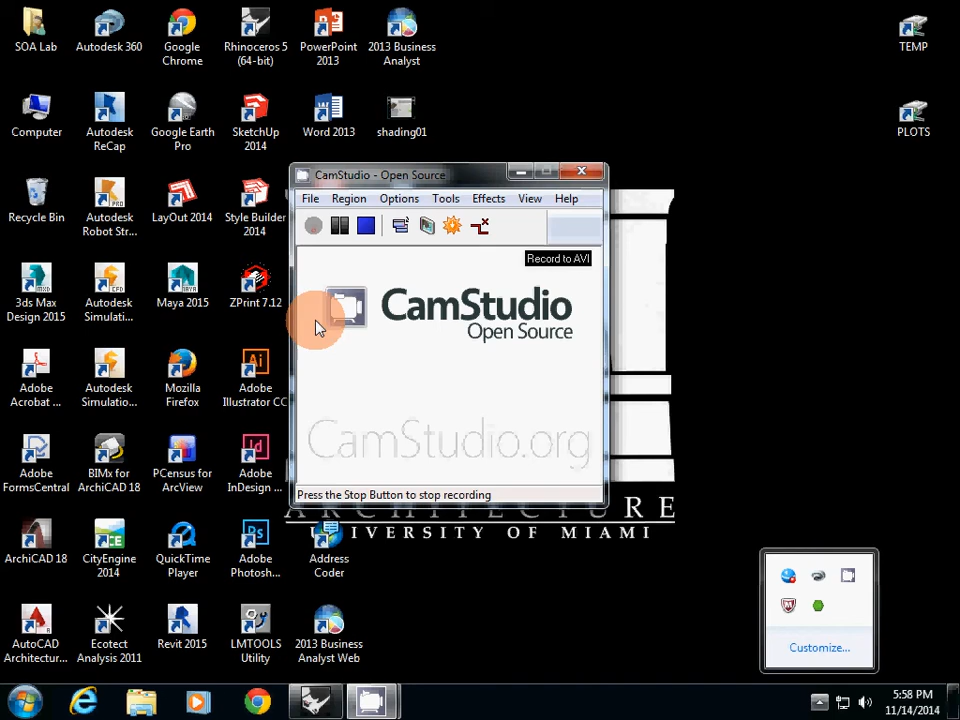 SOA Lab
Autodesk 360
Google
Chrome
Rhinoceros 5
(64-bit)
PowerPoint
2013
2013 Business
Analyst
TEMP
Computer
Autodesk
ReCap
Google Earth
Pro
SketchUp
2014
Word 2013
shading01
PLOTS
CamStudio - Open Source
File Region Options Tools Effects View Help
Record to AVI
CamStudio
Open Source
CamStudio.org
Press the Stop Button to stop recording
Recycle Bin
Autodesk
Robot Str...
LayOut 2014
Style Builder
2014
3ds Max
Design 2015
Autodesk
Simulati...
Maya 2015
ZPrint 7.12
Adobe
Acrobat ...
Autodesk
Simulatio...
Mozilla
Firefox
Adobe
Illustrator CC
Adobe
FormsCentral
BIMx for
ArchiCAD 18
PCensus for
ArcView
Adobe
InDesign ...
ARCHITECTURE
UNIVERSITY OF MIAMI
ArchiCAD 18
CityEngine
2014
QuickTime
Player
Adobe
Photosh...
Address
Coder
AutoCAD
Architectur...
Ecotect
Analysis 2011
Revit 2015
LMTOOLS
Utility
2013 Business
Analyst Web
Customize...
5:58 PM
11/14/2014